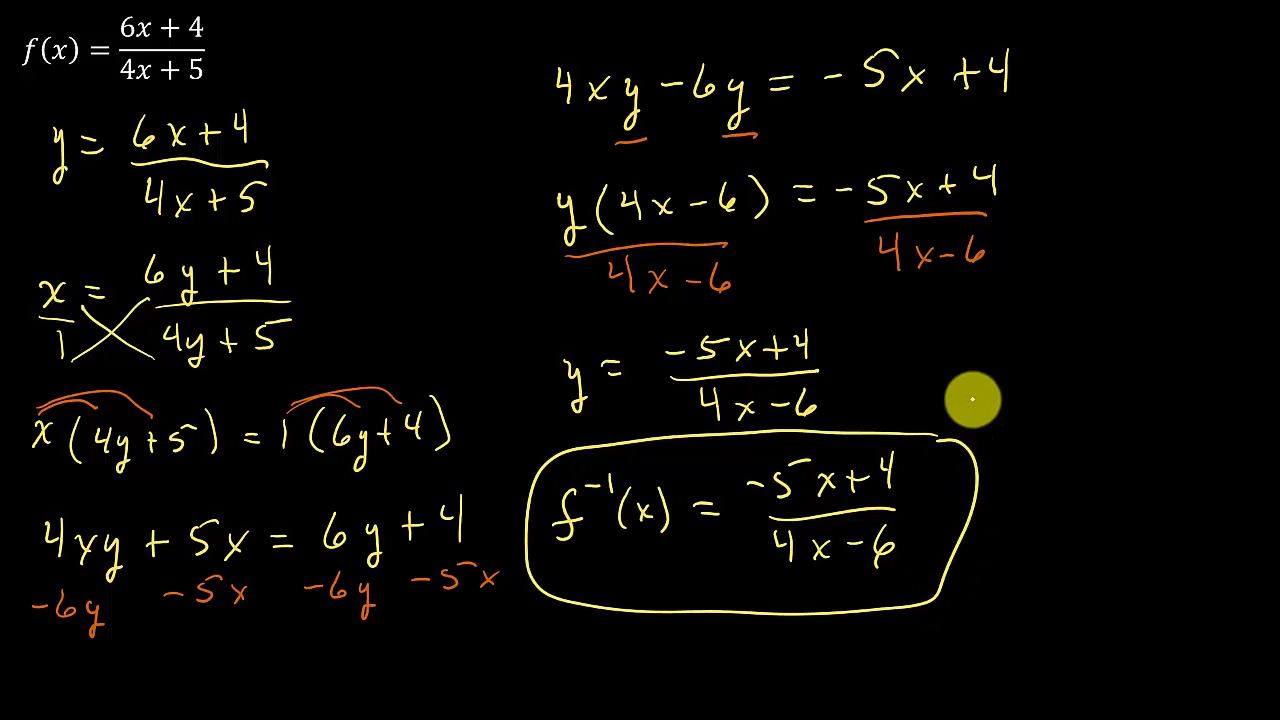 f(x) = (6x + 4)/(4x + 5)
y = (6x + 4)/(4x + 5)
x/1 = (6y + 4)/(4y + 5)
x(4y + 5) = 1(6y + 4)
4xy + 5x = 6y + 4
-6y -5x -6y -5x
4xy - 6y = -5x + 4
y(4x - 6) = -5x + 4
4x - 6 4x - 6
y = (-5x + 4)/(4x - 6)
f⁻¹(x) = (-5x + 4)/(4x - 6)